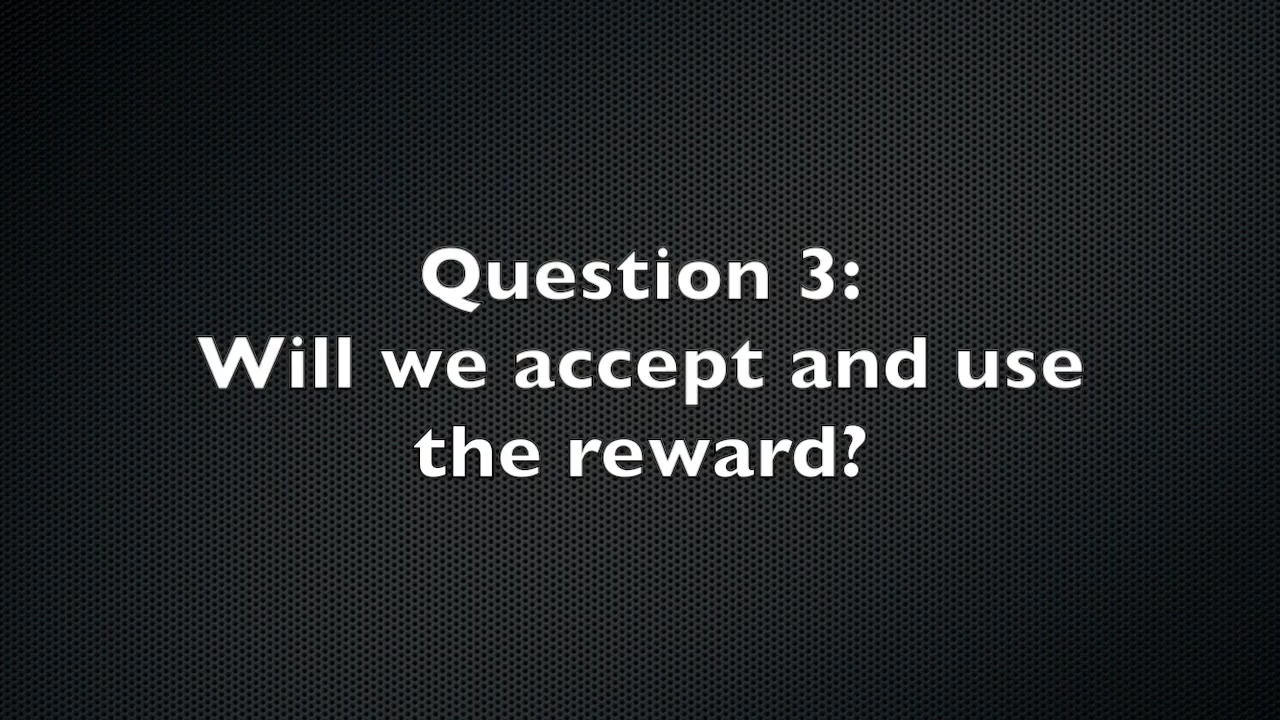 Question 3:
Will we accept and use
the reward?